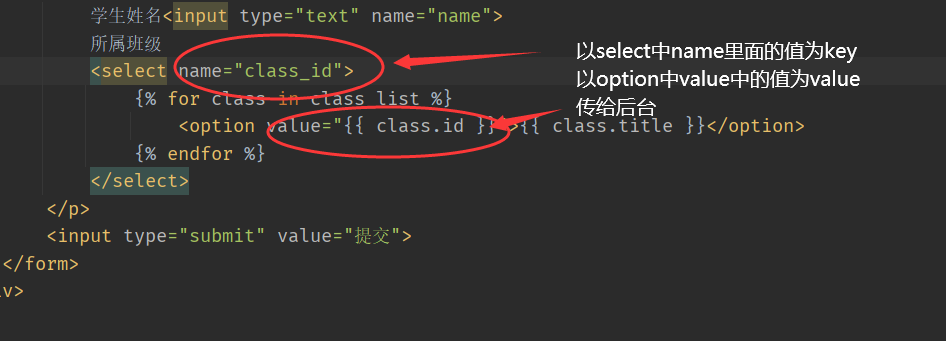 学生姓名<input type="text" name="name">
所属班级
<select name="class_id">
{% for class in class list %}
<option value="{{ class.id }} >{{ class.title }}</option>
{% endfor %}
</select>
</p>
<input type="submit" value="提交">
</form>
v>
以select中name里面的值为key
以option中value中的值为value
传给后台